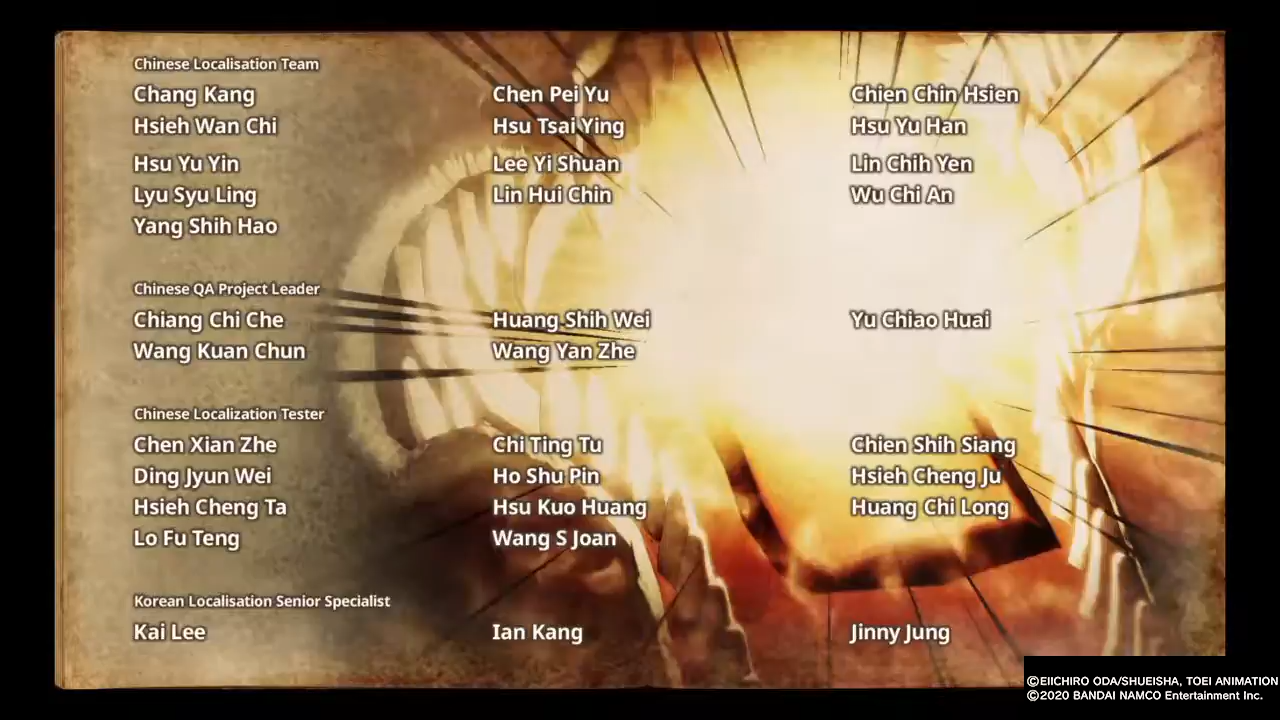 Chinese Localisation Team
Chang Kang Chen Pei Yu Chien Chin Hsien
Hsieh Wan Chi Hsu Tsai Ying Hsu Yu Han
Hsu Yu Yin Lee Yi Shuan Lin Chih Yen
Lyu Syu Ling Lin Hui Chin Wu Chi An
Yang Shih Hao
Chinese QA Project Leader
Chiang Chi Che Huang Shih Wei Yu Chiao Huai
Wang Kuan Chun Wang Yan Zhe
Chinese Localization Tester
Chen Xian Zhe Chi Ting Tu Chien Shih Siang
Ding Jyun Wei Ho Shu Pin Hsieh Cheng Ju
Hsieh Cheng Ta Hsu Kuo Huang Huang Chi Long
Lo Fu Teng Wang S Joan
Korean Localisation Senior Specialist
Kai Lee Ian Kang Jinny Jung
©EIICHIRO ODA/SHUEISHA, TOEI ANIMATION
©2020 BANDAI NAMCO Entertainment Inc.